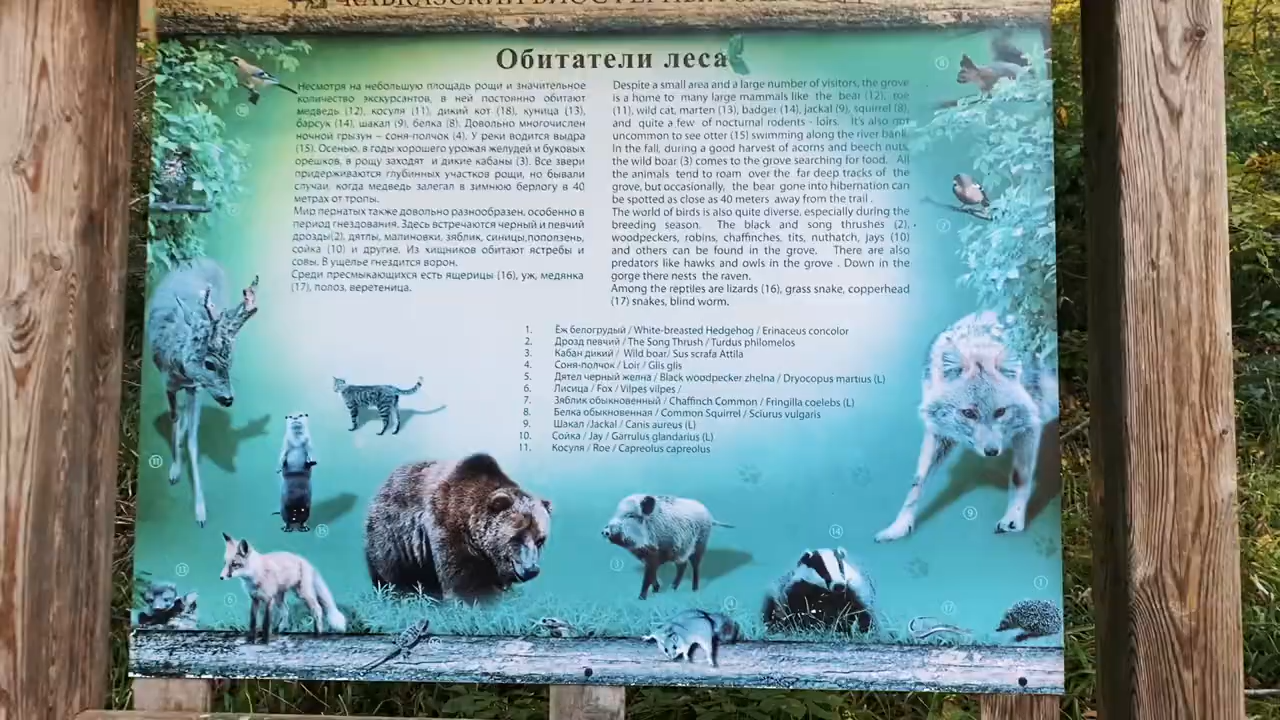 КАВКАЗСКИЙ
Обитатели леса
Несмотря на небольшую площадь рощи и значительное
количество экскурсантов, в ней постоянно обитают
медведь (12), косуля (11), дикий кот (18), куница (13),
барсук (14), шакал (9), белка (8). Довольно многочислен
ночной грызун – соня-полчок (4). У реки водится выдра
(15). Осенью, в годы хорошего урожая желудей и буковых
орешков, в рощу заходят и дикие кабаны (3). Все звери
придерживаются глубинных участков рощи, но бывали
случаи, когда медведь залегал в зимнюю берлогу в 40
метрах от тропы.
Мир пернатых также довольно разнообразен, особенно в
период гнездования. Здесь встречаются черный и певчий
дрозды(2), дятлы, малиновки, зяблик, синицы,поползень,
сойка (10) и другие. Из хищников обитают ястребы и
совы. В ущелье гнездится ворон.
Среди пресмыкающихся есть ящерицы (16), уж, медянка
(17), полоз, веретеница.
Despite a small area and a large number of visitors, the grove
is a home to many large mammals like the bear (12), roe
(11), wild cat, marten (13), badger (14), jackal (9), squirrel (8),
and quite a few of nocturnal rodents - loirs. It's also not
uncommon to see otter (15) swimming along the river bank.
In the fall, during a good harvest of acorns and beech nuts,
the wild boar (3) comes to the grove searching for food. All
the animals tend to roam over the far deep tracks of the
grove, but occasionally, the bear gone into hibernation can
be spotted as close as 40 meters away from the trail .
The world of birds is also quite diverse, especially during the
breeding season. The black and song thrushes (2),
woodpeckers, robins, chaffinches, tits, nuthatch, jays (10)
and others can be found in the grove. There are also
predators like hawks and owls in the grove . Down in the
gorge there nests the raven.
Among the reptiles are lizards (16), grass snake, copperhead
(17) snakes, blind worm.
1. Ёж белогрудый / White-breasted Hedgehog / Erinaceus concolor
2. Дрозд певчий / The Song Thrush / Turdus philomelos
3. Кабан дикий / Wild boar/ Sus scrafa Attila
4. Соня-полчок / Loir / Glis glis
5. Дятел черный желна / Black woodpecker zhelna / Dryocopus martius (L)
6. Лисица / Fox / Vilpes vilpes /
7. Зяблик обыкновенный / Chaffinch Common / Fringilla coelebs (L)
8. Белка обыкновенная / Common Squirrel / Sciurus vulgaris
9. Шакал /Jackal / Canis aureus (L)
10. Сойка / Jay / Garrulus glandarius (L)
11. Косуля / Roe / Capreolus capreolus
8
7
11
15
9
14
3
13
17
1